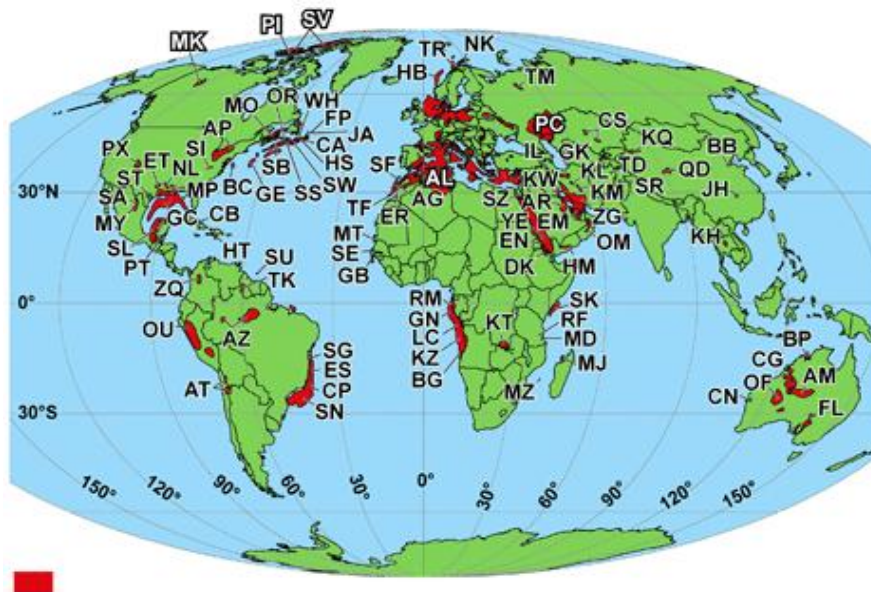 PI SV
MK
TR NK
HB
TM
MO OR WH
FP
AP
JA
PC
CS
SI
CA
KQ
PX
ET
HS
IL
GK
BB
ST
NL
SB
SW
SF
KW
KL
TD
QD
30°N
MP
BC
GE
SS
AL
KM
SR
JH
SA
AG
SZ
AR
MY
GC
CB
TF
ER
YE
EM
ZG
SL
MT
EN
OM
KH
PT
HT
SE
SU
GB
DK
HM
ZQ
TK
0°
RM
SK
OU
GN
KT
RF
AZ
LC
MD
BP
SG
KZ
MJ
CG
AT
ES
BG
OF
AM
CP
MZ
CN
30°S
SN
FL
150° 120° 90° 60° 30° 0° 30° 60° 90° 120° 150°